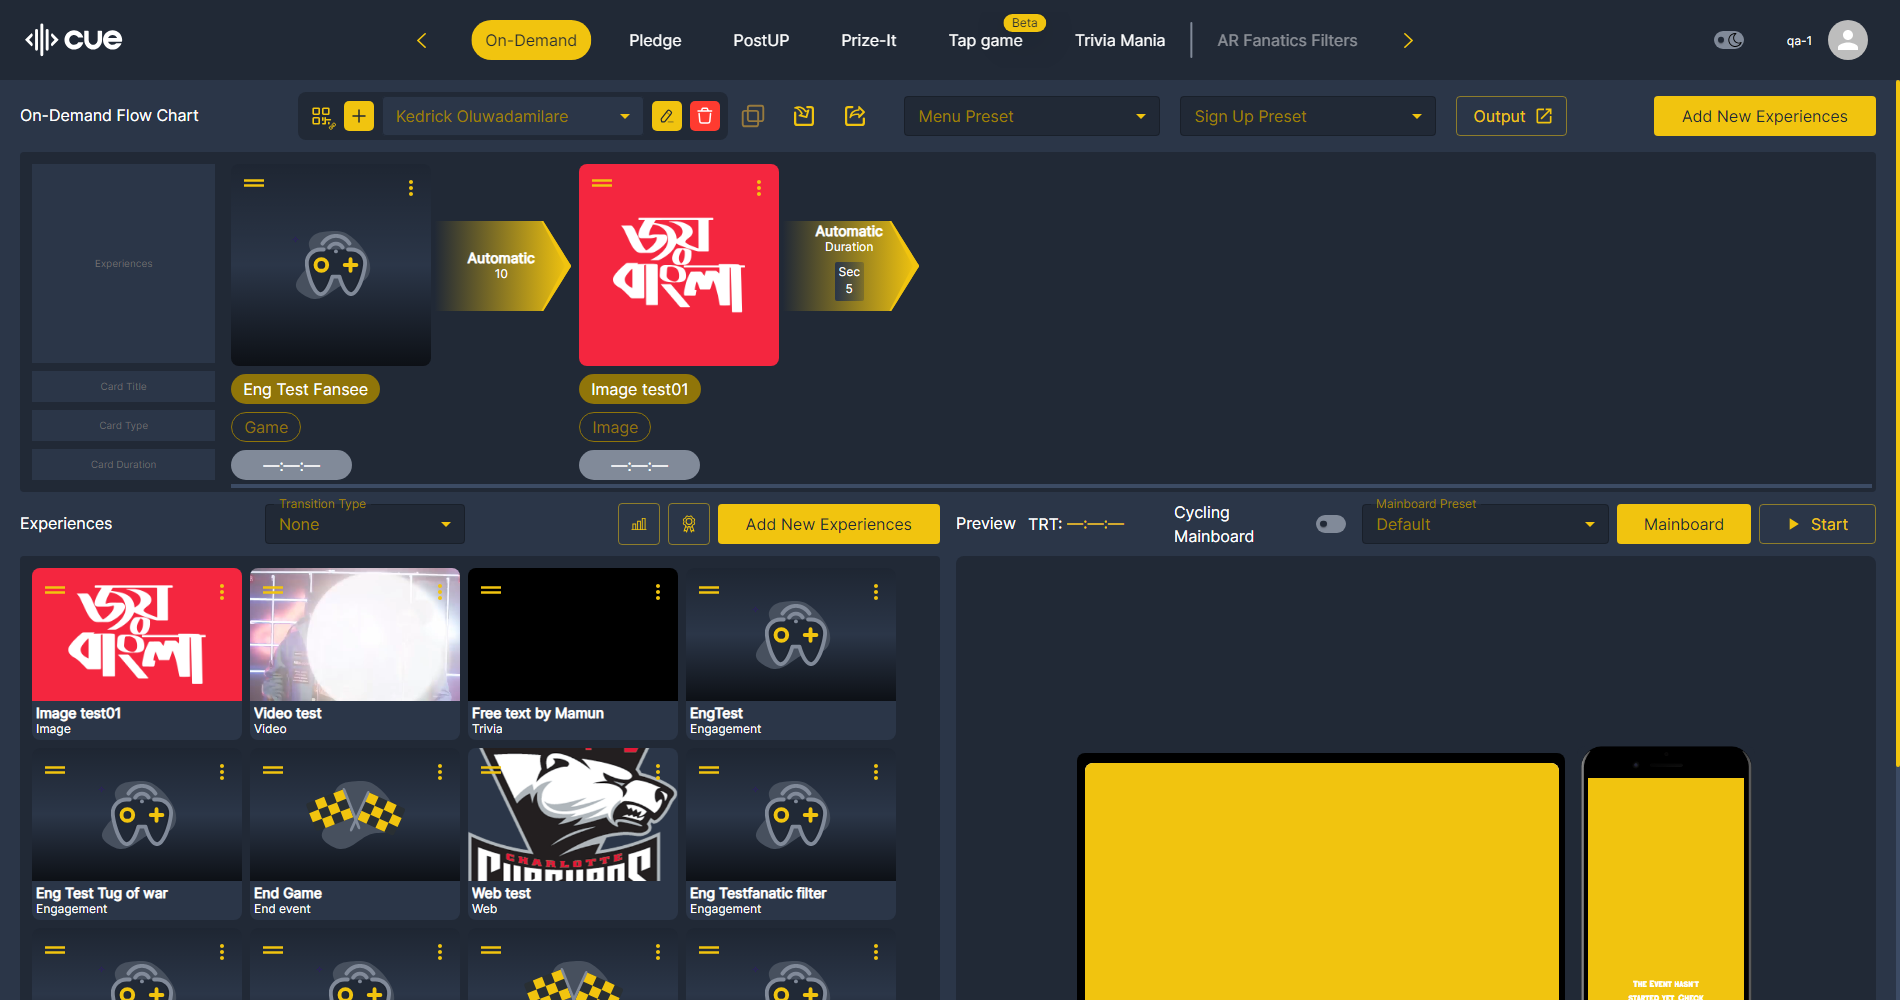 cue
On-Demand
Pledge
PostUP
Prize-It
Beta
Tap game
Trivia Mania
AR Fanatics Filters
qa-1
On-Demand Flow Chart
Kedrick Oluwadamilare
Menu Preset
Sign Up Preset
Output
Add New Experiences
Experiences
Automatic
10
জয়
বাংলা
Automatic
Duration
Sec
5
Card Title
Eng Test Fansee
Image test01
Card Type
Game
Image
Card Duration
—:—:—
—:—:—
Experiences
Transition Type
None
Add New Experiences
Preview
TRT: —:—:—
Cycling
Mainboard
Mainboard Preset
Default
Mainboard
Start
জয়
বাংলা
Image test01
Image
Video test
Video
Free text by Mamun
Trivia
EngTest
Engagement
Eng Test Tug of war
Engagement
End Game
End event
CHARLOTTE
Web test
Web
Eng Testfanatic filter
Engagement
The Event hasn't
started yet. Check